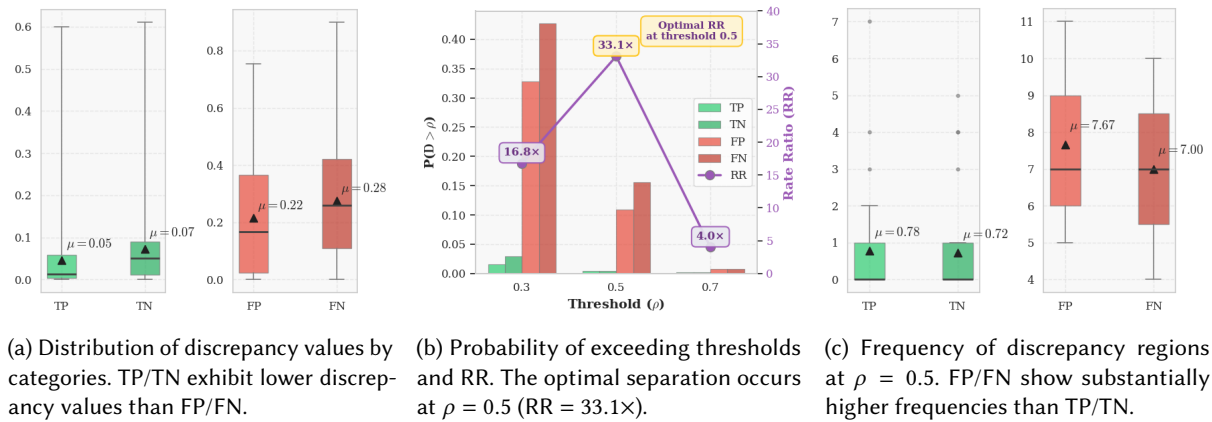 0.6
0.5
0.4
0.3
0.2
0.1
0.0
μ = 0.05
μ = 0.07
TP
TN
0.8
0.6
0.4
0.2
0.0
μ = 0.22
μ = 0.28
FP
FN
P(D > ρ)
0.40
0.35
0.30
0.25
0.20
0.15
0.10
0.05
0.00
16.8×
33.1×
4.0×
Optimal RR
at threshold 0.5
TP
TN
FP
FN
RR
0.3
0.5
0.7
Threshold (ρ)
40
35
30
25
20
15
10
5
0
Rate Ratio (RR)
7
6
5
4
3
2
1
0
μ = 0.78
μ = 0.72
TP
TN
11
10
9
8
7
6
5
4
μ = 7.67
μ = 7.00
FP
FN
(a) Distribution of discrepancy values by
categories. TP/TN exhibit lower discrep-
ancy values than FP/FN.
(b) Probability of exceeding thresholds
and RR. The optimal separation occurs
at ρ = 0.5 (RR = 33.1×).
(c) Frequency of discrepancy regions
at ρ = 0.5. FP/FN show substantially
higher frequencies than TP/TN.